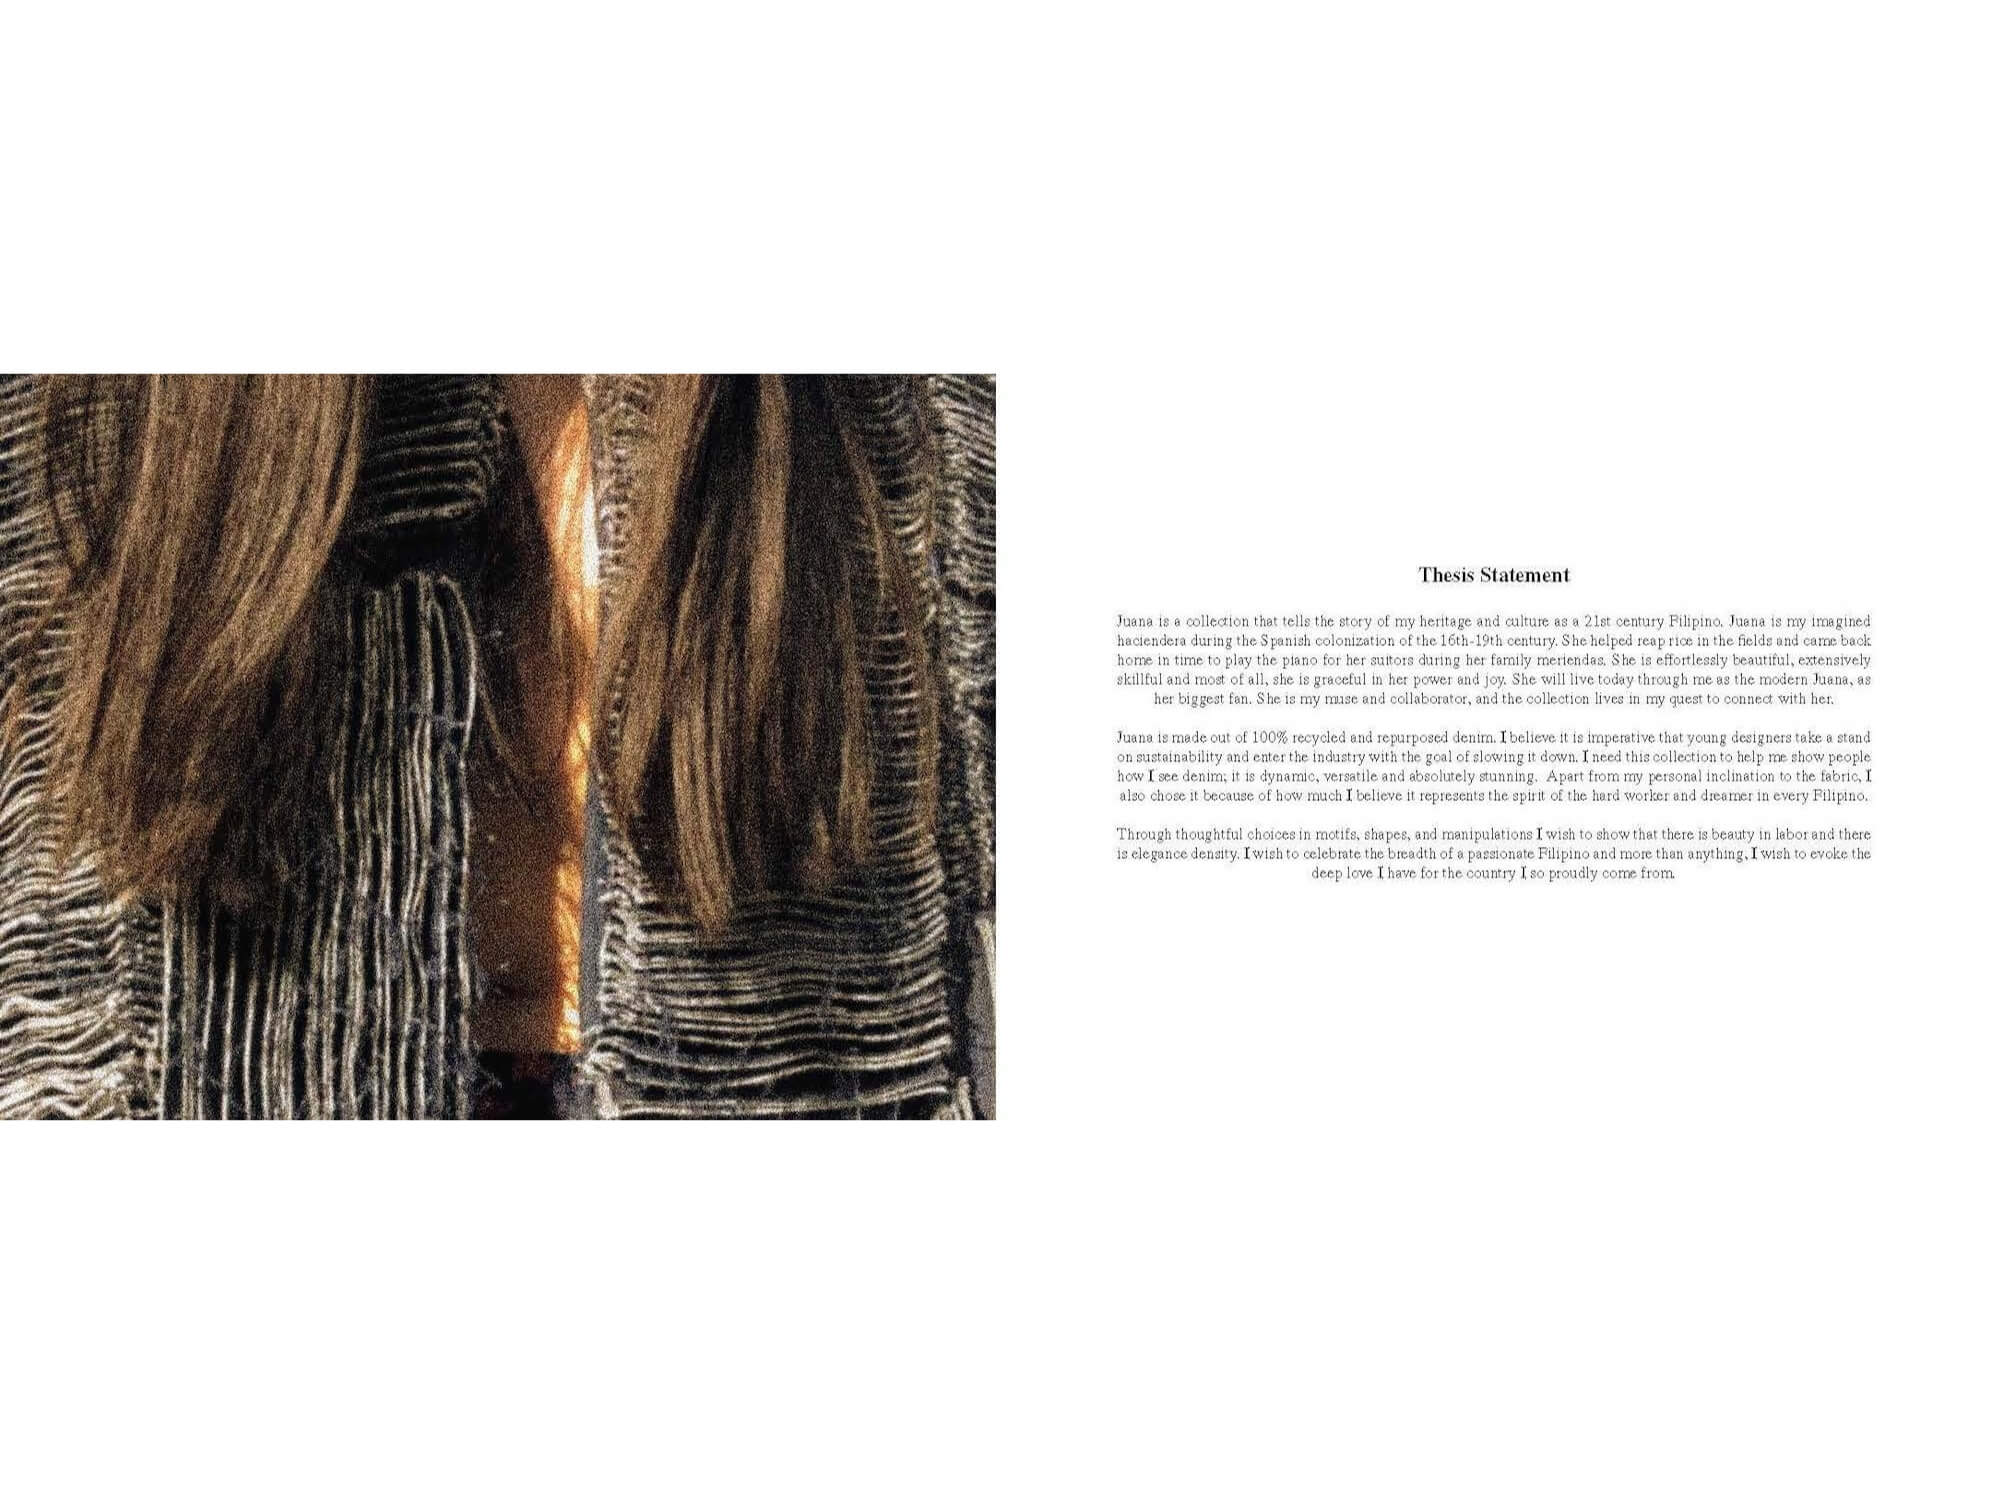 Thesis Statement
Juana is a collection that tells the story of my heritage and culture as a 21st century Filipino. Juana is my imagined
haciendera during the Spanish colonization of the 16th-19th century. She helped reap rice in the fields and came back
home in time to play the piano for her suitors during her family meriendas. She is effortlessly beautiful, extensively
skillful and most of all, she is graceful in her power and joy. She will live today through me as the modern Juana, as
her biggest fan. She is my muse and collaborator, and the collection lives in my quest to connect with her.
Juana is made out of 100% recycled and repurposed denim. I believe it is imperative that young designers take a stand
on sustainability and enter the industry with the goal of slowing it down. I need this collection to help me show people
how I see denim; it is dynamic, versatile and absolutely stunning. Apart from my personal inclination to the fabric, I
also chose it because of how much I believe it represents the spirit of the hard worker and dreamer in every Filipino.
Through thoughtful choices in motifs, shapes, and manipulations I wish to show that there is beauty in labor and there
is elegance density. I wish to celebrate the breadth of a passionate Filipino and more than anything, I wish to evoke the
deep love I have for the country I so proudly come from.